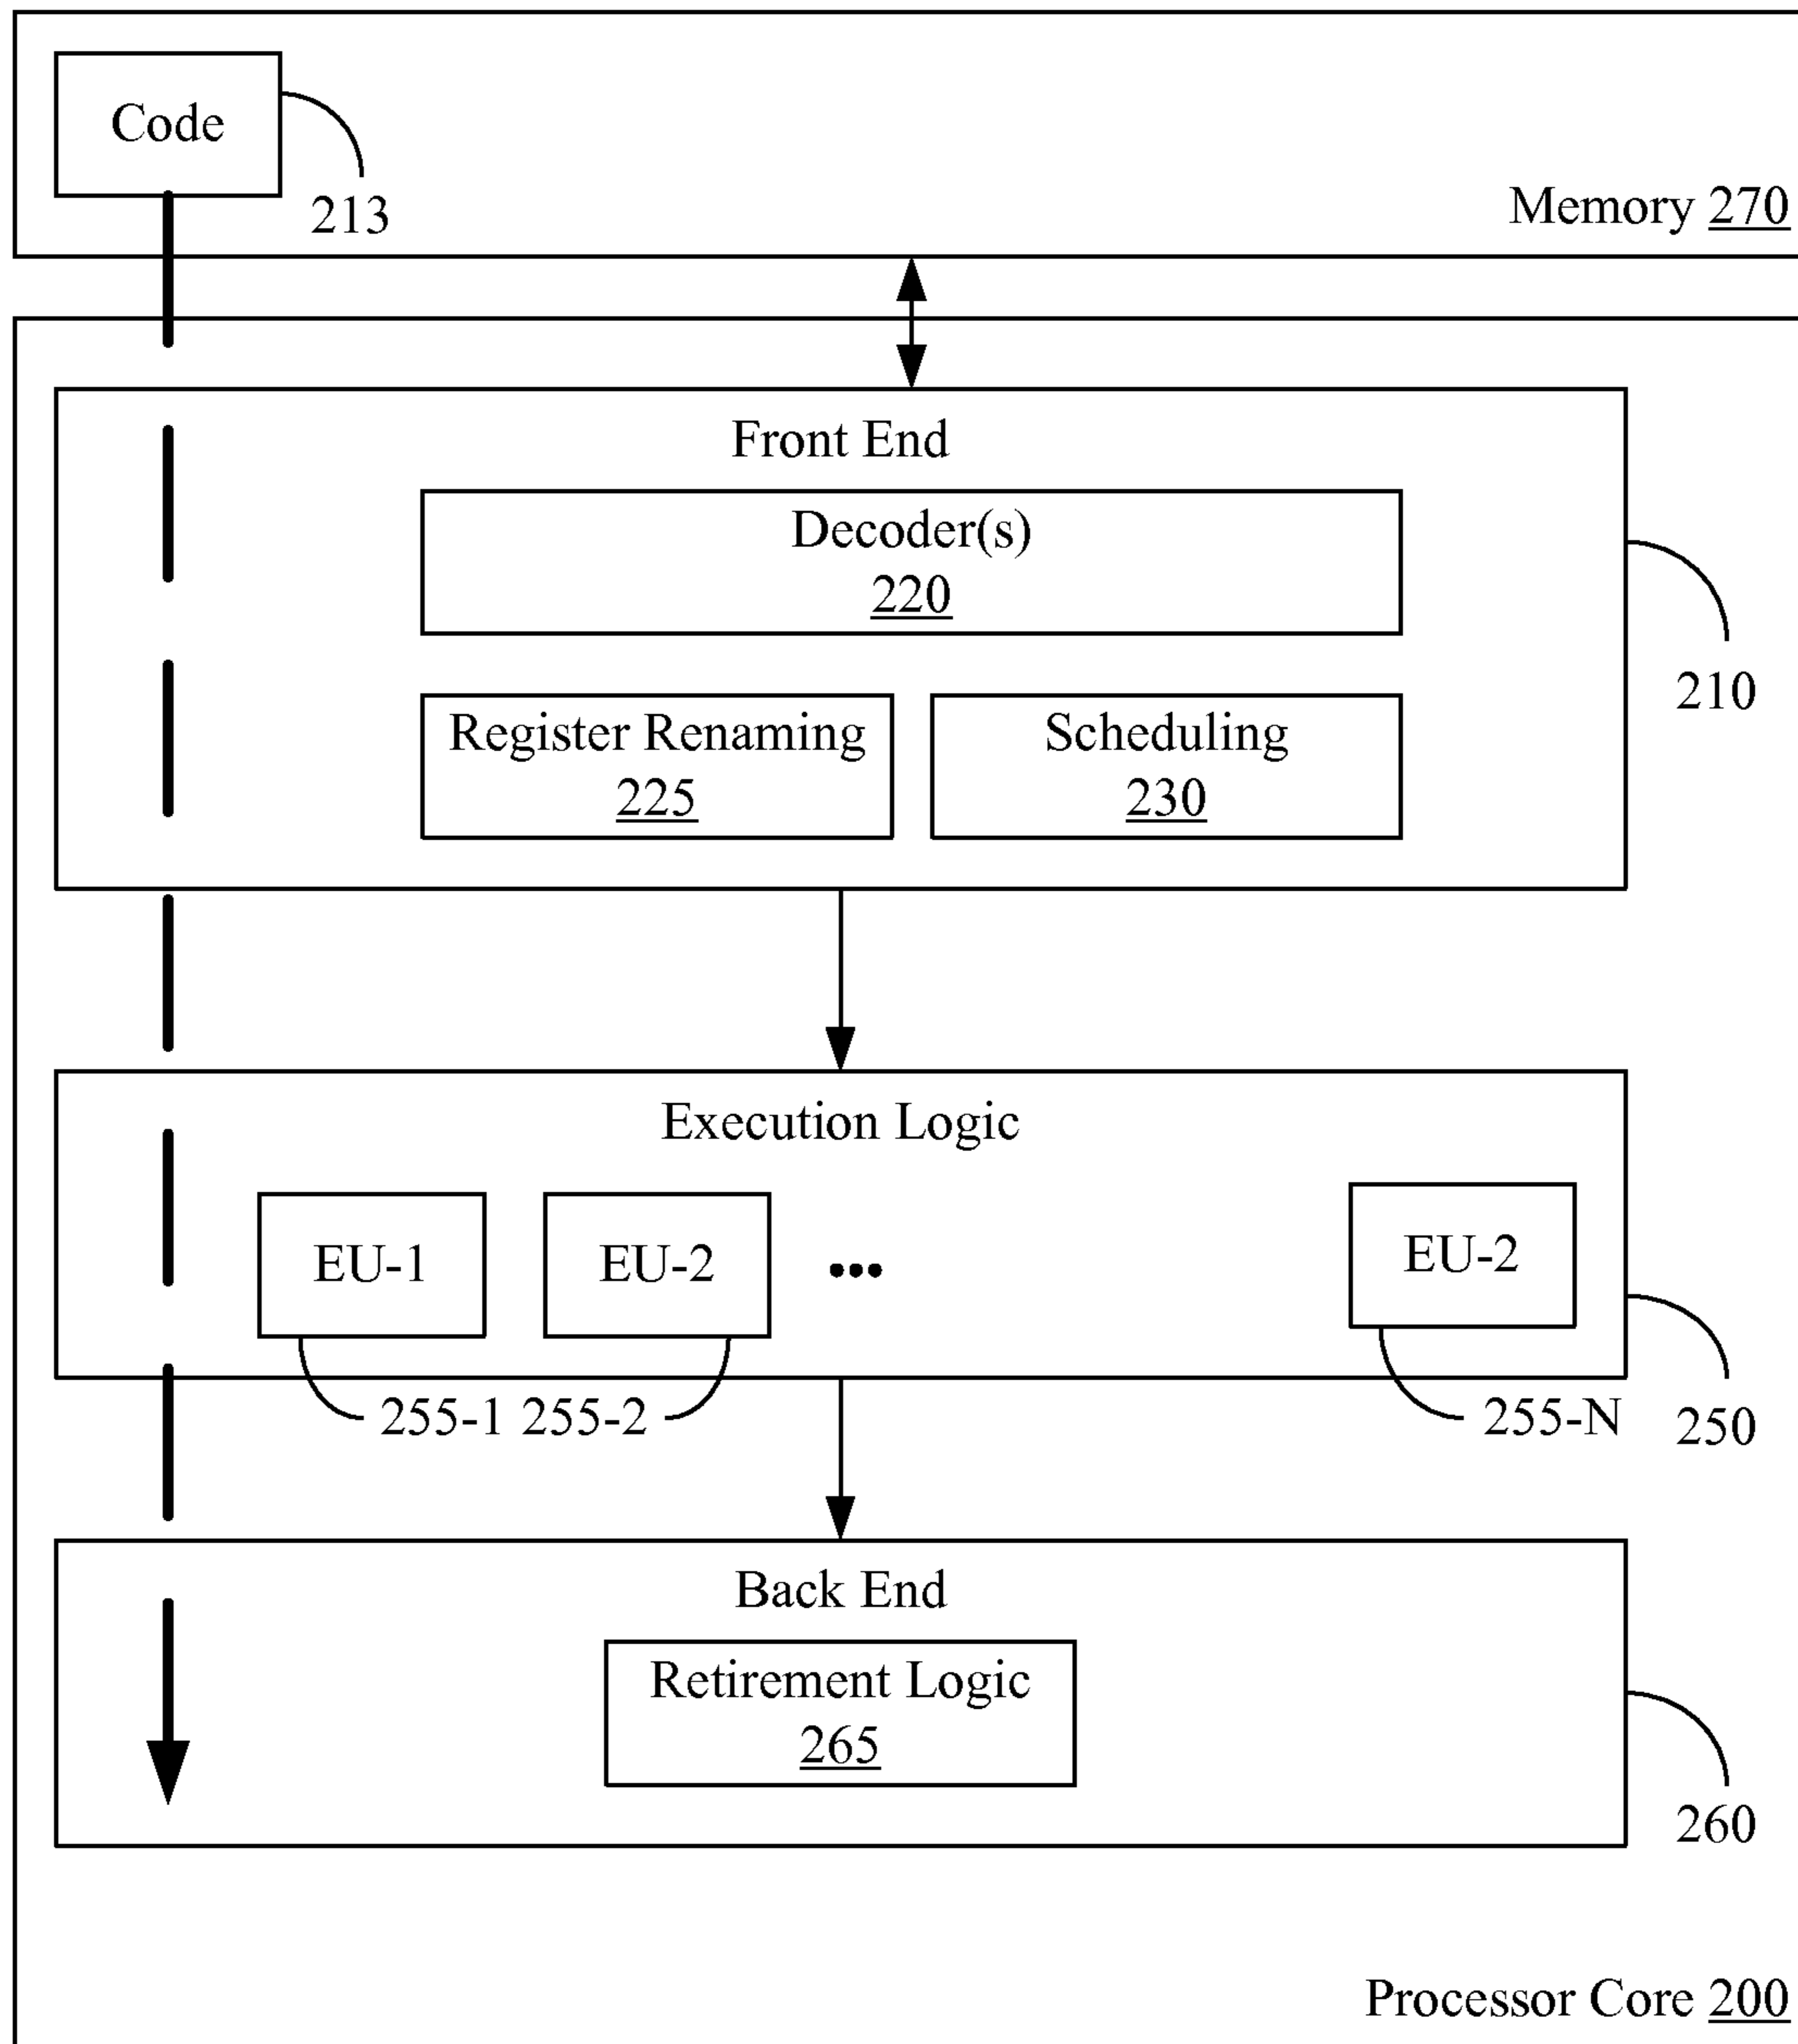 Code
213
Memory 270
Front End
Decoder(s)
220
210
Register Renaming
225
Scheduling
230
Execution Logic
EU-1
EU-2
•••
EU-2
255-1
255-2
255-N
250
Back End
Retirement Logic
265
260
Processor Core 200